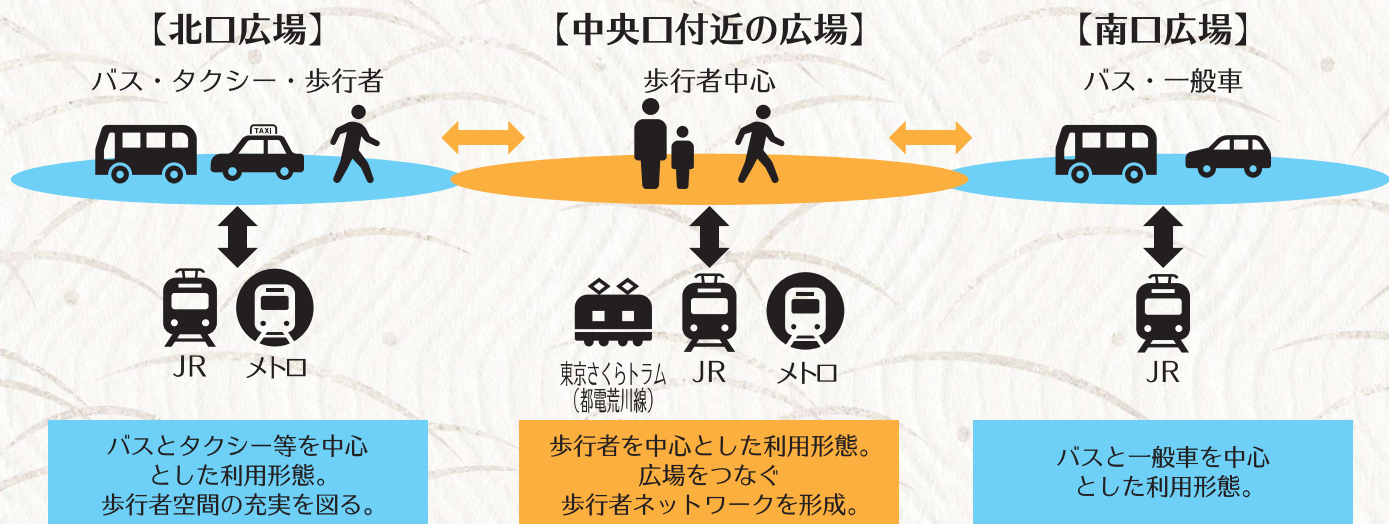 【北口広場】
バス・タクシー・歩行者
TAXI
JR
メトロ
バスとタクシー等を中心
とした利用形態。
歩行者空間の充実を図る。
【中央口付近の広場】
歩行者中心
東京さくらトラム
（都電荒川線）
JR
メトロ
歩行者を中心とした利用形態。
広場をつなぐ
歩行者ネットワークを形成。
【南口広場】
バス・一般車
JR
バスと一般車を中心
とした利用形態。